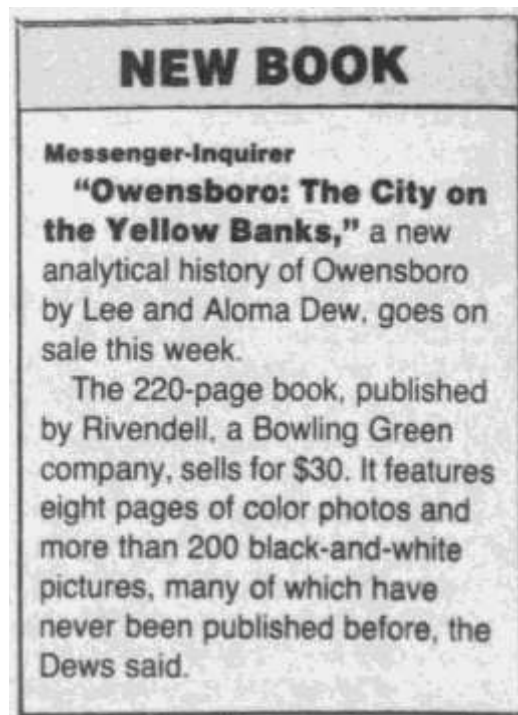 NEW BOOK
Messenger-Inquirer
“Owensboro: The City on
the Yellow Banks,” a new
analytical history of Owensboro
by Lee and Aloma Dew, goes on
sale this week.
The 220-page book, published
by Rivendell, a Bowling Green
company, sells for $30. It features
eight pages of color photos and
more than 200 black-and-white
pictures, many of which have
never been published before, the
Dews said.